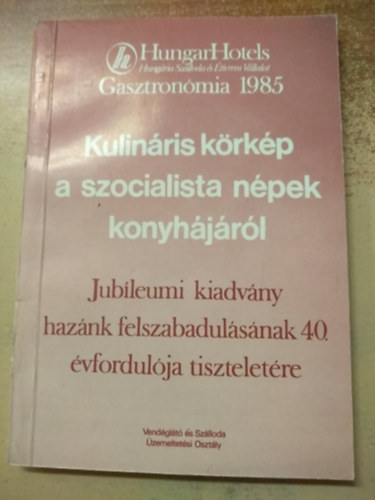 h HungarHotels
Hungária Szálloda és Étterem Vállalat
Gasztronómia 1985
Kulináris körkép
a szocialista népek
konyhájáról
Jubíleumi kiadvány
hazánk felszabadulásának 40.
évfordulója tiszteletére
Vendéglátó és Szálloda
Üzemeltetési Osztály